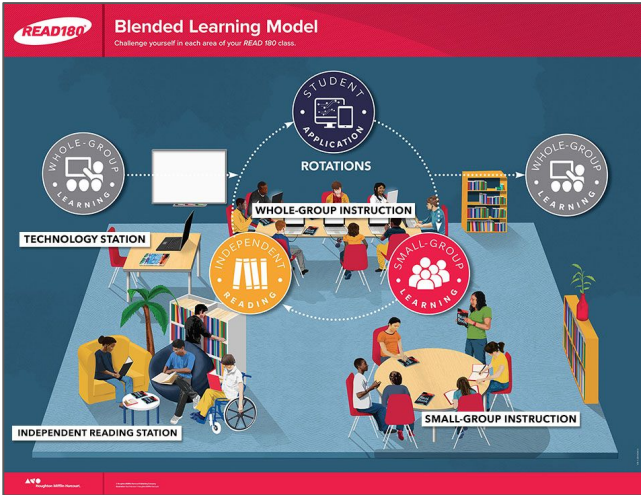 READ180®
Blended Learning Model
Challenge yourself in each area of your READ 180 class.
STUDENT
APPLICATION
ROTATIONS
WHOLE-GROUP
LEARNING
WHOLE-GROUP
LEARNING
WHOLE-GROUP INSTRUCTION
TECHNOLOGY STATION
INDEPENDENT
READING
SMALL-GROUP
LEARNING
SMALL-GROUP INSTRUCTION
INDEPENDENT READING STATION
Houghton Mifflin Harcourt